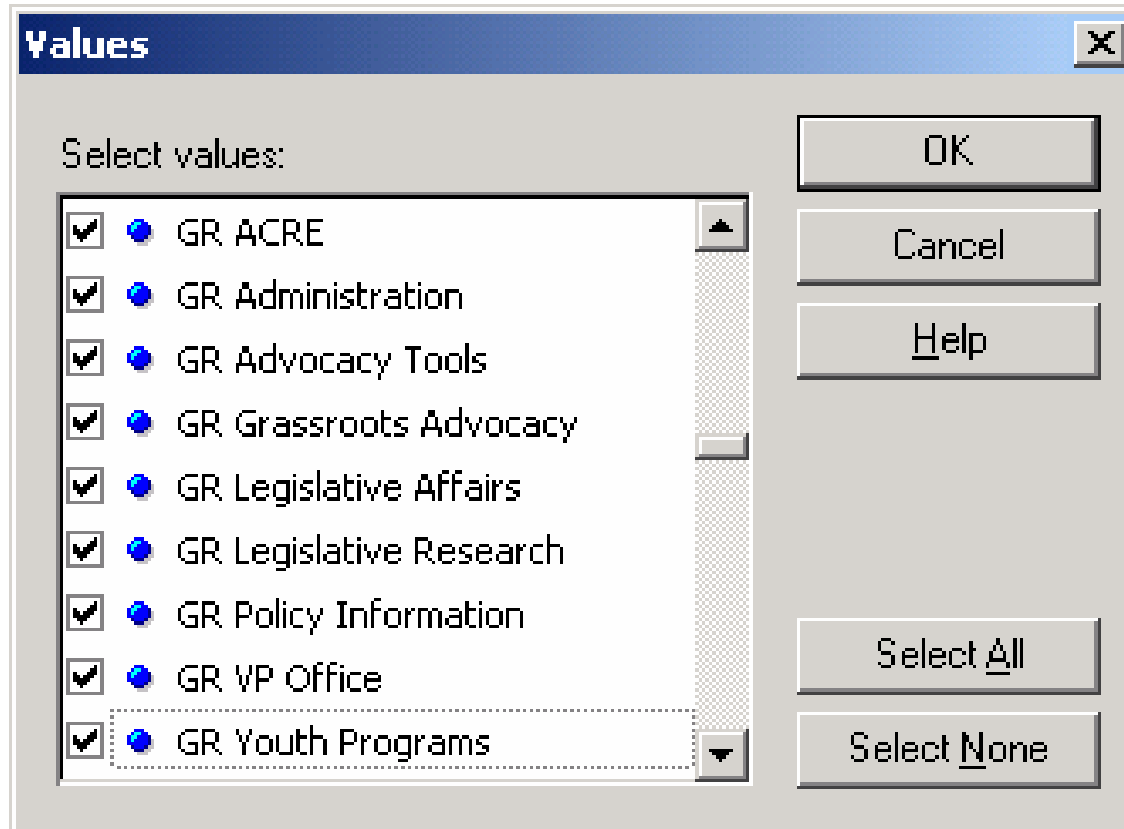 Values
Select values:
GR ACRE
GR Administration
GR Advocacy Tools
GR Grassroots Advocacy
GR Legislative Affairs
GR Legislative Research
GR Policy Information
GR VP Office
GR Youth Programs
OK
Cancel
Help
Select All
Select None